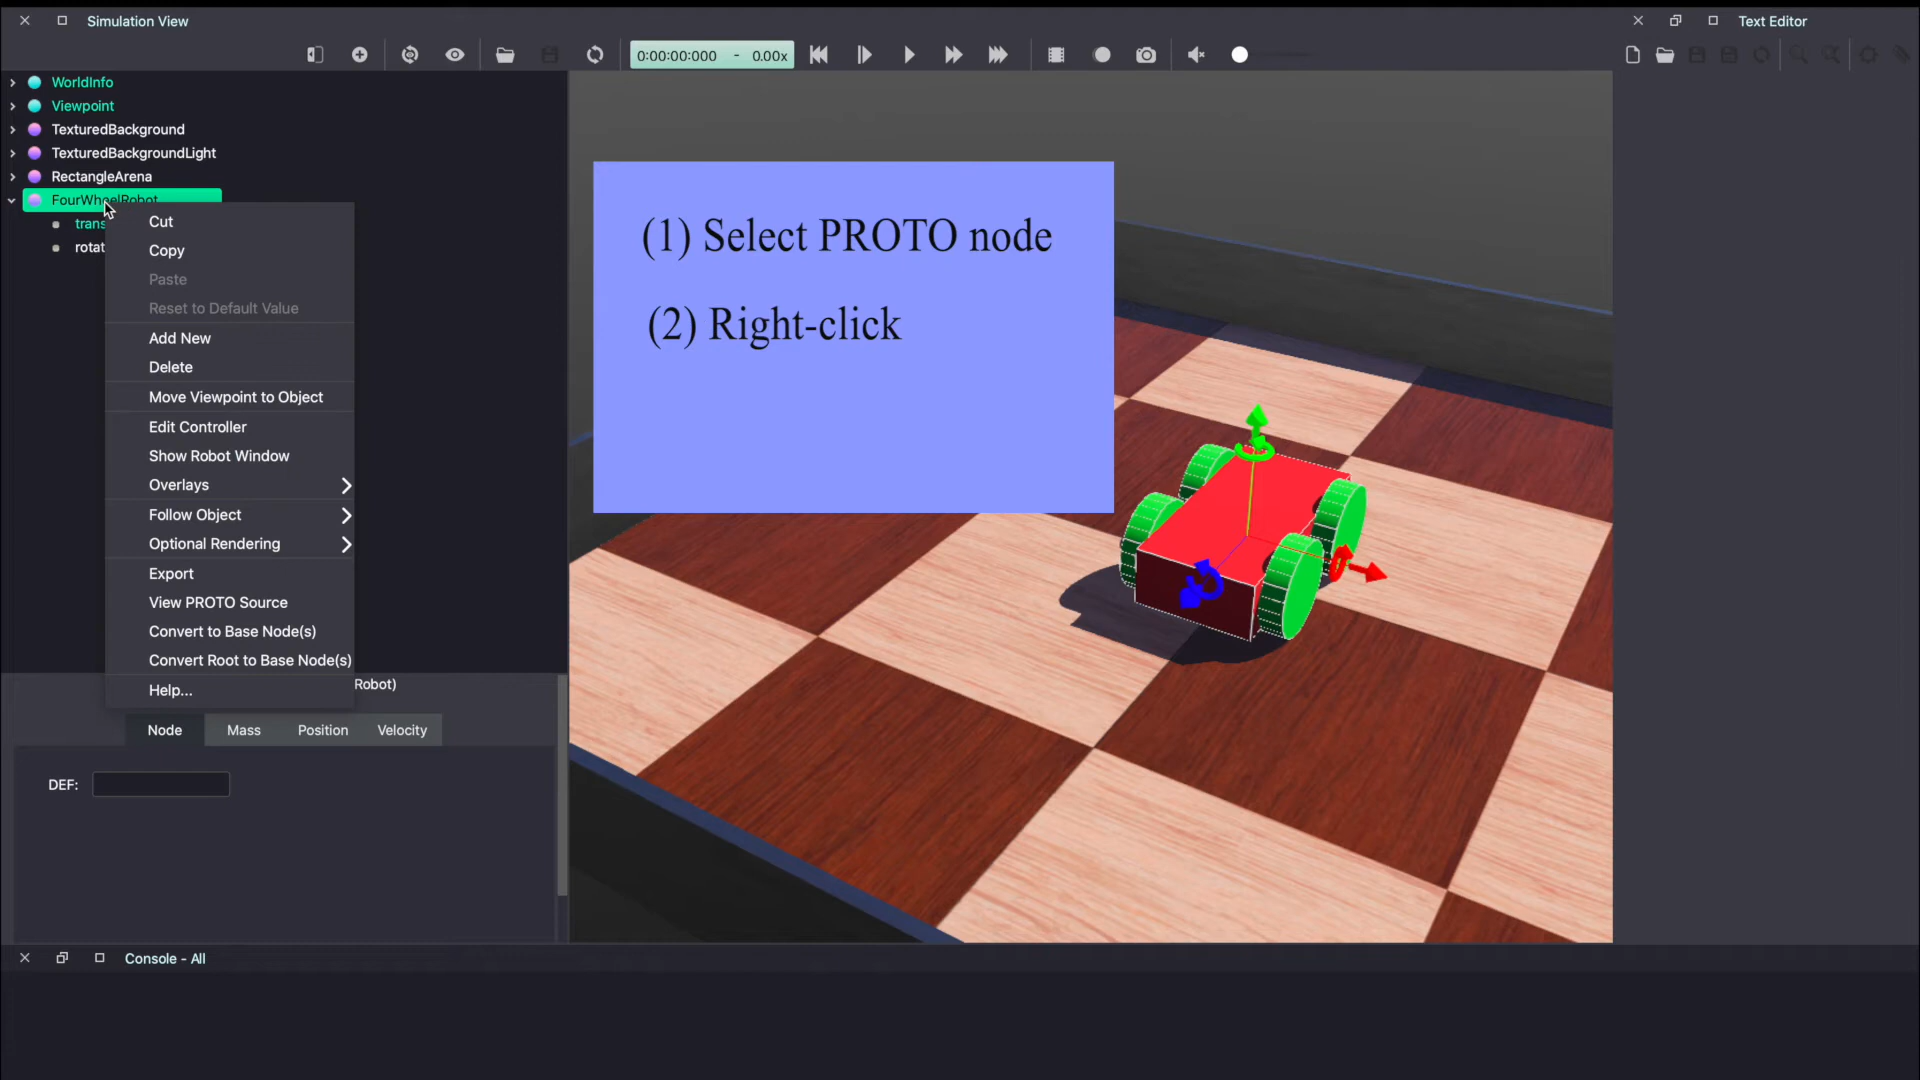 Simulation View
Text Editor
0:00:00:000 - 0.00x
WorldInfo
Viewpoint
TexturedBackground
TexturedBackgroundLight
RectangleArena
FourWheelRobot
trans
rotat
Cut
Copy
Paste
Reset to Default Value
Add New
Delete
Move Viewpoint to Object
Edit Controller
Show Robot Window
Overlays
Follow Object
Optional Rendering
Export
View PROTO Source
Convert to Base Node(s)
Convert Root to Base Node(s)
Help...
(1) Select PROTO node
(2) Right-click
Robot)
Node Mass Position Velocity
DEF:
Console - All